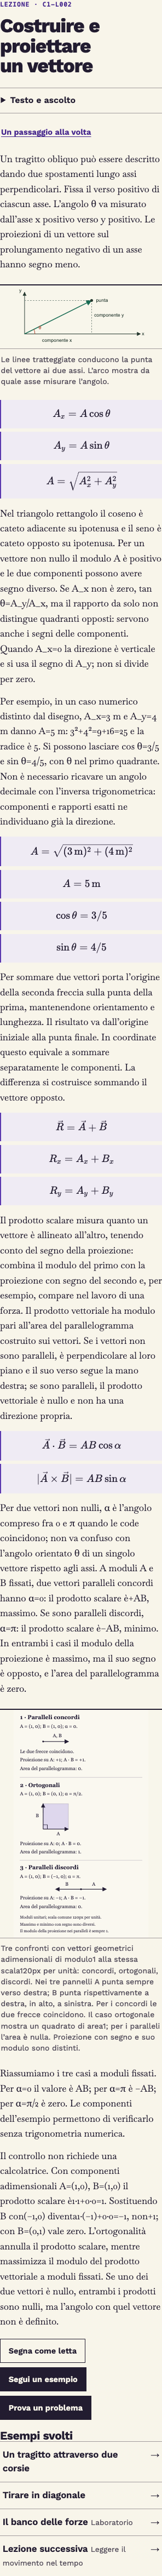 LEZIONE · C1-L002
Costruire e
proiettare
un vettore
▶ Testo e ascolto
Un passaggio alla volta
Un tragitto obliquo può essere descritto
dando due spostamenti lungo assi
perpendicolari. Fissa il verso positivo di
ciascun asse. L'angolo θ va misurato
dall'asse x positivo verso y positivo. Le
proiezioni di un vettore sul
prolungamento negativo di un asse
hanno segno meno.
y
punta
componente y
θ
x
componente x
Le linee tratteggiate conducono la punta
del vettore ai due assi. L'arco mostra da
quale asse misurare l'angolo.
A_x = A cos θ
A_y = A sin θ
A = √(A_x² + A_y²)
Nel triangolo rettangolo il coseno è
cateto adiacente su ipotenusa e il seno è
cateto opposto su ipotenusa. Per un
vettore non nullo il modulo A è positivo
e le due componenti possono avere
segno diverso. Se A_x non è zero, tan
θ=A_y/A_x, ma il rapporto da solo non
distingue quadranti opposti: servono
anche i segni delle componenti.
Quando A_x=0 la direzione è verticale
e si usa il segno di A_y; non si divide
per zero.
Per esempio, in un caso numerico
distinto dal disegno, A_x=3 m e A_y=4
m danno A=5 m: 3²+4²=9+16=25 e la
radice è 5. Si possono lasciare cos θ=3/5
e sin θ=4/5, con θ nel primo quadrante.
Non è necessario ricavare un angolo
decimale con l'inversa trigonometrica:
componenti e rapporti esatti ne
individuano già la direzione.
A = √((3 m)² + (4 m)²)
A = 5 m
cos θ = 3/5
sin θ = 4/5
Per sommare due vettori porta l'origine
della seconda freccia sulla punta della
prima, mantenendone orientamento e
lunghezza. Il risultato va dall'origine
iniziale alla punta finale. In coordinate
questo equivale a sommare
separatamente le componenti. La
differenza si costruisce sommando il
vettore opposto.
R⃗ = A⃗ + B⃗
R_x = A_x + B_x
R_y = A_y + B_y
Il prodotto scalare misura quanto un
vettore è allineato all'altro, tenendo
conto del segno della proiezione:
combina il modulo del primo con la
proiezione con segno del secondo e, per
esempio, compare nel lavoro di una
forza. Il prodotto vettoriale ha modulo
pari all'area del parallelogramma
costruito sui vettori. Se i vettori non
sono paralleli, è perpendicolare al loro
piano e il suo verso segue la mano
destra; se sono paralleli, il prodotto
vettoriale è nullo e non ha una
direzione propria.
A⃗ · B⃗ = AB cos α
|A⃗ × B⃗| = AB sin α
Per due vettori non nulli, α è l'angolo
compreso fra 0 e π quando le code
coincidono; non va confuso con
l'angolo orientato θ di un singolo
vettore rispetto agli assi. A moduli A e
B fissati, due vettori paralleli concordi
hanno α=0: il prodotto scalare è+AB,
massimo. Se sono paralleli discordi,
α=π: il prodotto scalare è−AB, minimo.
In entrambi i casi il modulo della
proiezione è massimo, ma il suo segno
è opposto, e l'area del parallelogramma
è zero.
1 · Paralleli concordi
A = (1, 0); B = (1, 0); α = 0.
A, B
Le due frecce coincidono.
Proiezione su A: +1; A · B = +1.
Area del parallelogramma: 0.
2 · Ortogonali
A = (1, 0); B = (0, 1); α = π/2.
B
A
Proiezione su A: 0; A · B = 0.
Area del parallelogramma: 1.
3 · Paralleli discordi
A = (1, 0); B = (−1, 0); α = π.
B A
Proiezione su A: −1; A · B = −1.
Area del parallelogramma: 0.
Moduli unitari; scala comune tempo per unità.
Massimo e minimo con segno sono diversi.
Il modulo della proiezione nei paralleli è sempre 1.
Tre confronti con vettori geometrici
adimensionali di modulo1 alla stessa
scala120px per unità: concordi, ortogonali,
discordi. Nei tre pannelli A punta sempre
verso destra; B punta rispettivamente a
destra, in alto, a sinistra. Per i concordi le
due frecce coincidono. Il caso ortogonale
mostra un quadrato di area1; per i paralleli
l'area è nulla. Proiezione con segno e suo
modulo sono distinti.
Riassumiamo i tre casi a moduli fissati.
Per α=0 il valore è AB; per α=π è −AB;
per α=π/2 è zero. Le componenti
dell'esempio permettono di verificarlo
senza trigonometria numerica.
Il controllo non richiede una
calcolatrice. Con componenti
adimensionali A=(1,0), B=(1,0) il
prodotto scalare è1·1+0·0=1. Sostituendo
B con(−1,0) diventa1·(−1)+0·0=−1, non+1;
con B=(0,1) vale zero. L'ortogonalità
annulla il prodotto scalare, mentre
massimizza il modulo del prodotto
vettoriale a moduli fissati. Se uno dei
due vettori è nullo, entrambi i prodotti
sono nulli, ma l'angolo con quel vettore
non è definito.
Segna come letta
Segui un esempio
Prova un problema
Esempi svolti
Un tragitto attraverso due →
corsie
Tirare in diagonale →
Il banco delle forze Laboratorio →
Lezione successiva Leggere il →
movimento nel tempo